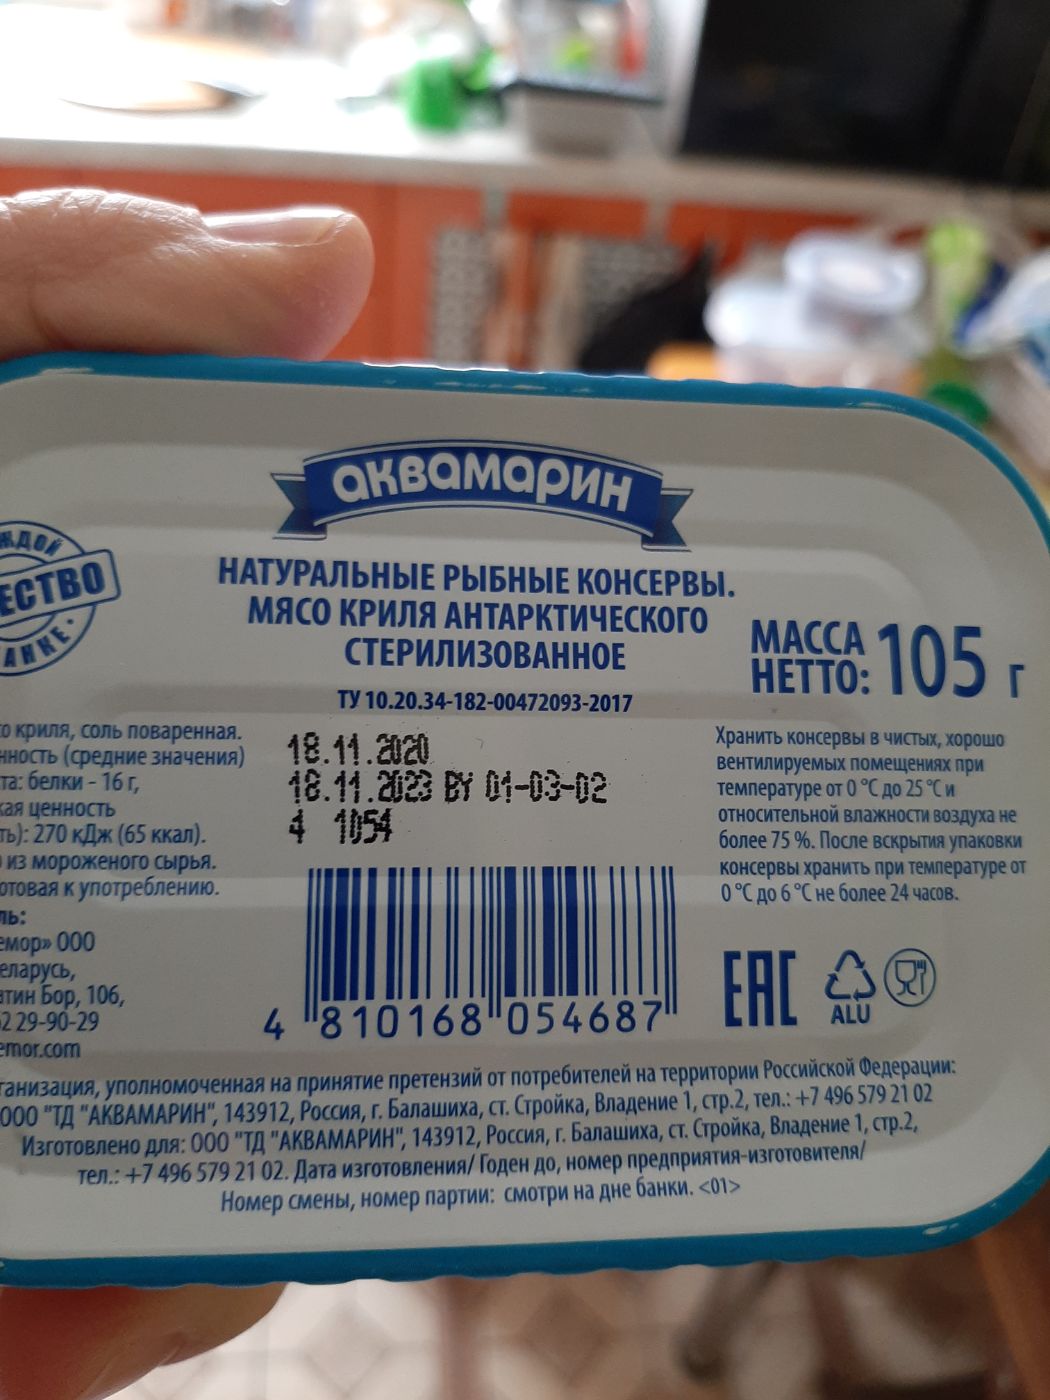 аквамарин
НАТУРАЛЬНЫЕ РЫБНЫЕ КОНСЕРВЫ.
МЯСО КРИЛЯ АНТАРКТИЧЕСКОГО
СТЕРИЛИЗОВАННОЕ
МАССА
НЕТТО: 105 г
ТУ 10.20.34-182-00472093-2017
ЖДОЙ
ЕСТВО
АНКЕ
о криля, соль поваренная.
нность (средние значения)
та: белки - 16 г,
кая ценность
ть): 270 кДж (65 ккал).
из мороженого сырья.
отовая к употреблению.
ль:
емор» ООО
еларусь,
атин Бор, 106,
62 29-90-29
emor.com
18.11.2020
18.11.2023 BY 01-03-02
4 1054
4 810168 054687
Хранить консервы в чистых, хорошо
вентилируемых помещениях при
температуре от 0 °С до 25 °С и
относительной влажности воздуха не
более 75 %. После вскрытия упаковки
консервы хранить при температуре от
0 °С до 6 °С не более 24 часов.
EAC
ALU
ганизация, уполномоченная на принятие претензий от потребителей на территории Российской Федерации:
ООО "ТД "АКВАМАРИН", 143912, Россия, г. Балашиха, ст. Стройка, Владение 1, стр.2, тел.: +7 496 579 21 02
Изготовлено для: ООО "ТД "АКВАМАРИН", 143912, Россия, г. Балашиха, ст. Стройка, Владение 1, стр.2,
тел.: +7 496 579 21 02. Дата изготовления/ Годен до, номер предприятия-изготовителя/
Номер смены, номер партии: смотри на дне банки. <01>